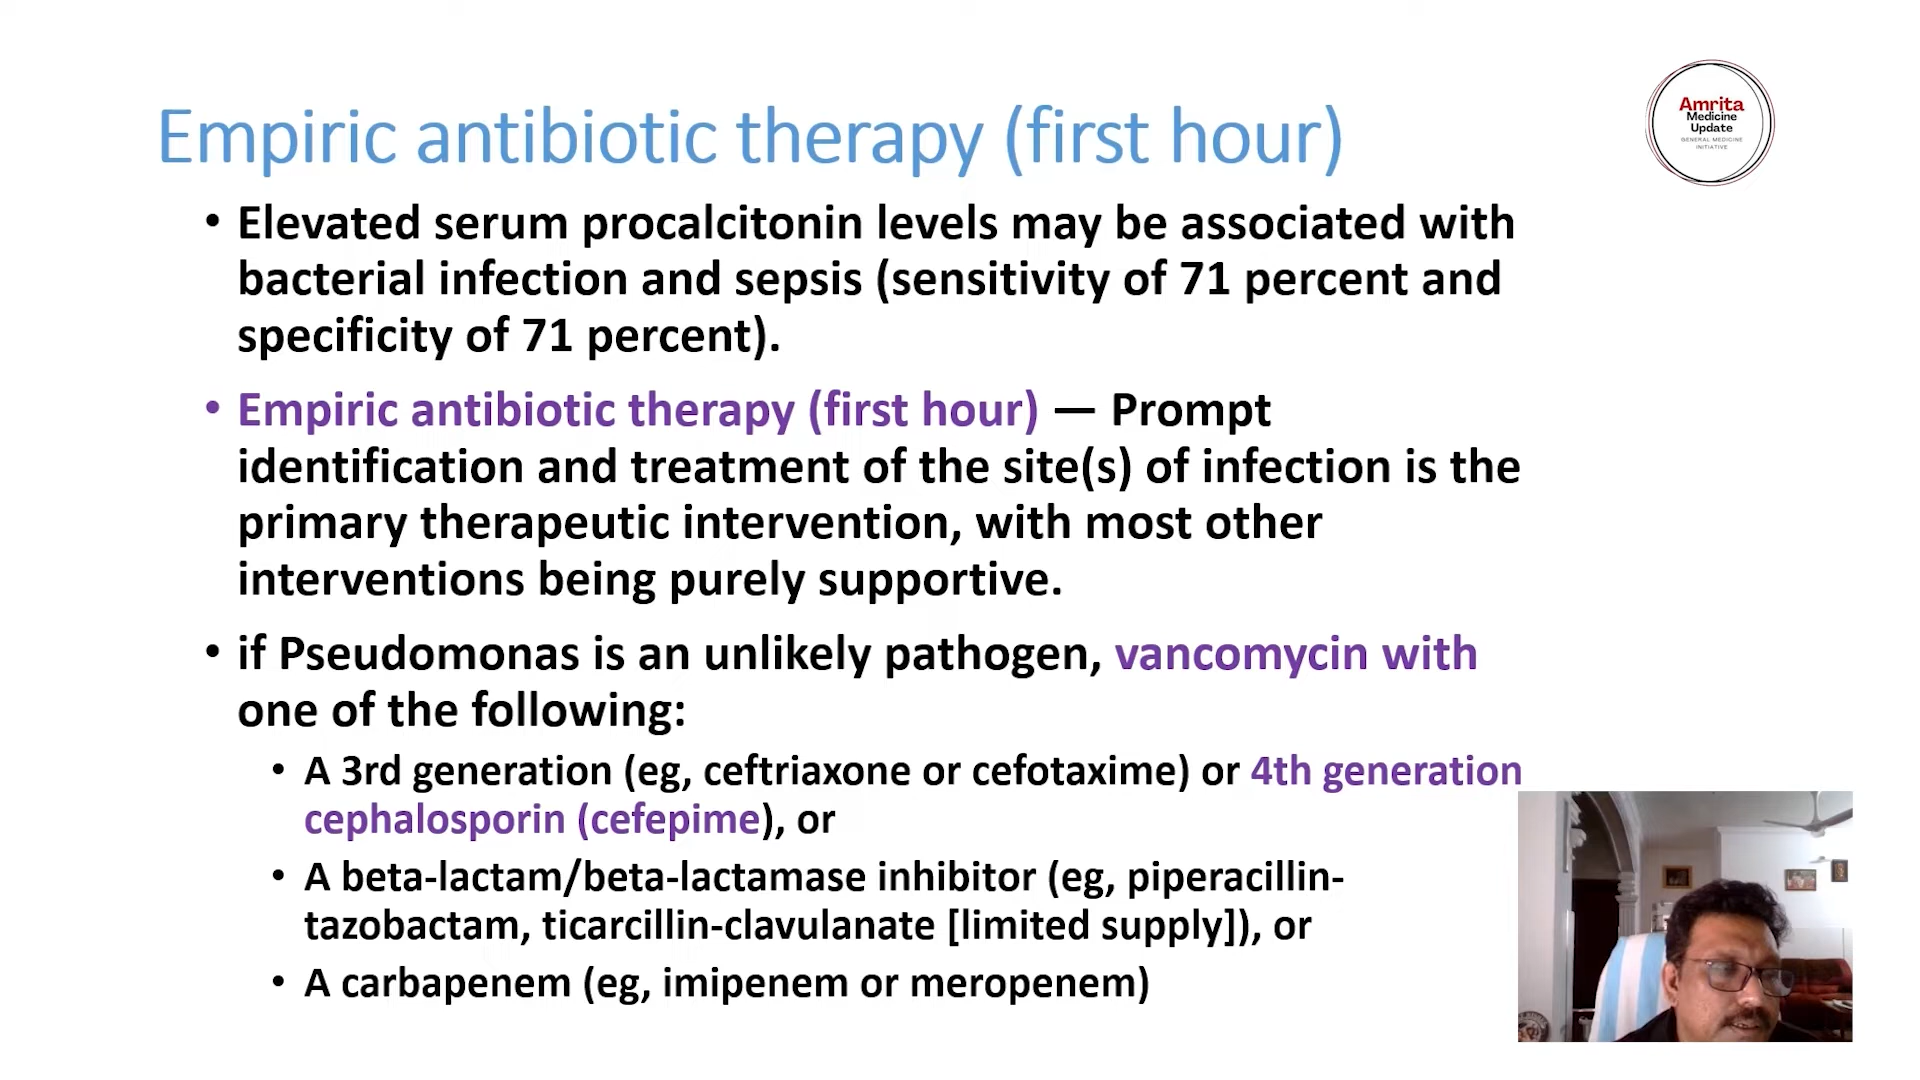 Amrita
Medicine
Update
GENERAL MEDICINE
INITIATIVE
Empiric antibiotic therapy (first hour)
• Elevated serum procalcitonin levels may be associated with
bacterial infection and sepsis (sensitivity of 71 percent and
specificity of 71 percent).
• Empiric antibiotic therapy (first hour) — Prompt
identification and treatment of the site(s) of infection is the
primary therapeutic intervention, with most other
interventions being purely supportive.
• if Pseudomonas is an unlikely pathogen, vancomycin with
one of the following:
• A 3rd generation (eg, ceftriaxone or cefotaxime) or 4th generation
cephalosporin (cefepime), or
• A beta-lactam/beta-lactamase inhibitor (eg, piperacillin-
tazobactam, ticarcillin-clavulanate [limited supply]), or
• A carbapenem (eg, imipenem or meropenem)